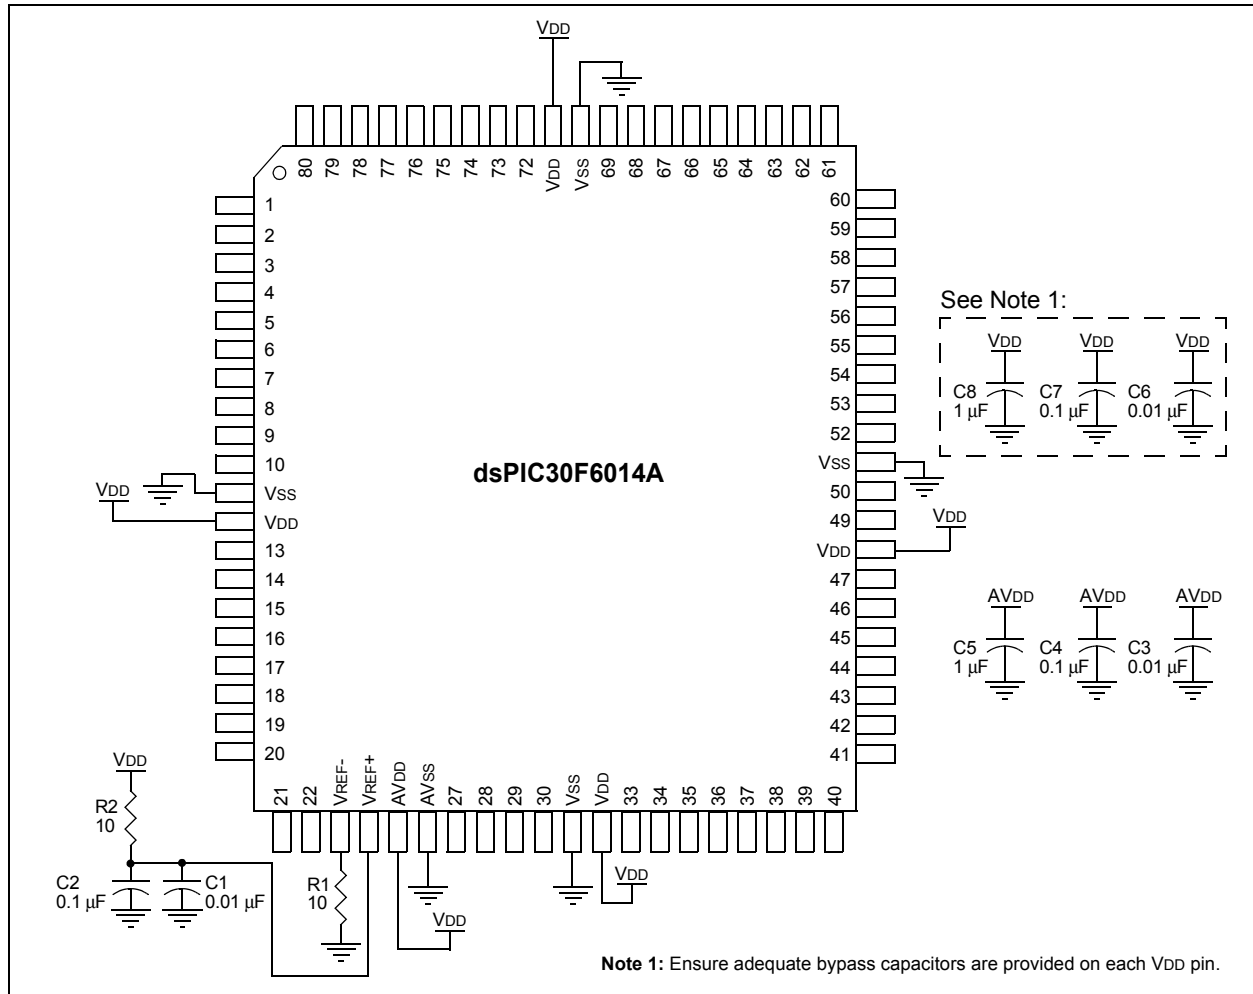 VDD
80 79 78 77 76 75 74 73 72 VDD VSS 69 68 67 66 65 64 63 62 61
1
2
3
4
5
6
7
8
9
10
VSS
VDD
13
14
15
16
17
18
19
20
VDD
dsPIC30F6014A
60
59
58
57
56
55
54
53
52
VSS
50
49
VDD
47
46
45
44
43
42
41
VDD
See Note 1:
VDD VDD VDD
C8 C7 C6
1 µF 0.1 µF 0.01 µF
AVDD AVDD AVDD
C5 C4 C3
1 µF 0.1 µF 0.01 µF
21 22 VREF- VREF+ AVDD AVSS 27 28 29 30 VSS VDD 33 34 35 36 37 38 39 40
VDD
R2
10
C2 C1
0.1 µF 0.01 µF
R1
10
VDD
VDD
Note 1: Ensure adequate bypass capacitors are provided on each VDD pin.